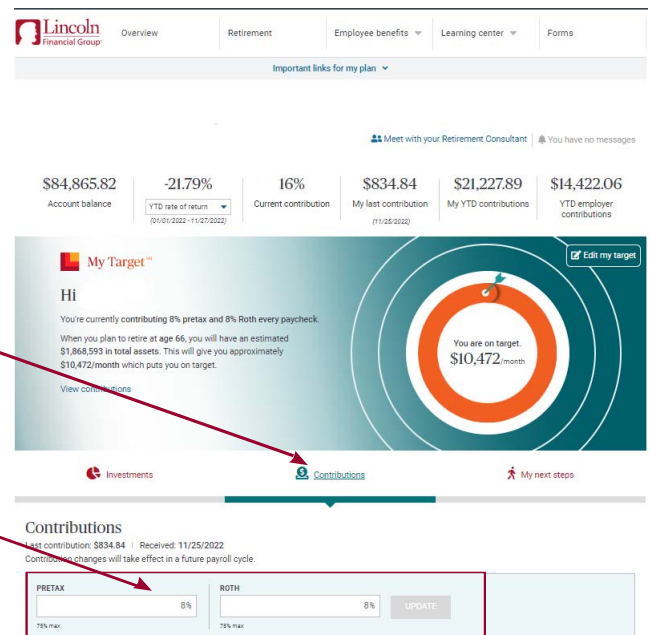 Lincoln
Financial Group®
Overview
Retirement
Employee benefits
Learning center
Forms
Important links for my plan
Meet with your Retirement Consultant
You have no messages
$84,865.82
Account balance
-21.79%
YTD rate of return
(01/01/2022 - 11/27/2022)
16%
Current contribution
$834.84
My last contribution
(11/25/2022)
$21,227.89
My YTD contributions
$14,422.06
YTD employer
contributions
My Target℠
Edit my target
Hi
You're currently contributing 8% pretax and 8% Roth every paycheck.
When you plan to retire at age 66, you will have an estimated
$1,868,593 in total assets. This will give you approximately
$10,472/month which puts you on target.
View contributions
You are on target.
$10,472/month
Investments
Contributions
My next steps
Contributions
Last contribution: $834.84 | Received: 11/25/2022
Contribution changes will take effect in a future payroll cycle.
PRETAX
8%
75% max
ROTH
8%
75% max
UPDATE